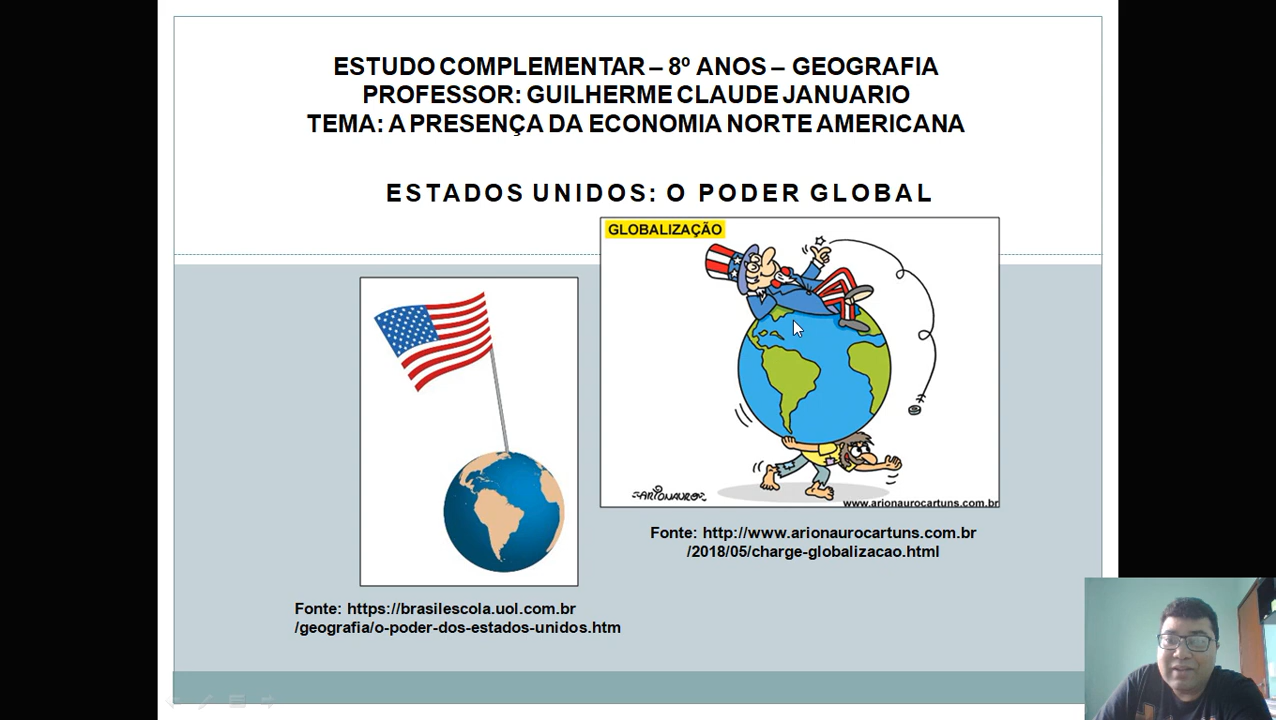 ESTUDO COMPLEMENTAR – 8º ANOS – GEOGRAFIA
PROFESSOR: GUILHERME CLAUDE JANUARIO
TEMA: A PRESENÇA DA ECONOMIA NORTE AMERICANA
ESTADOS UNIDOS: O PODER GLOBAL
GLOBALIZAÇÃO
-ARIONAURO-
www.arionaurocartuns.com.br
Fonte: http://www.arionaurocartuns.com.br
/2018/05/charge-globalizacao.html
Fonte: https://brasilescola.uol.com.br
/geografia/o-poder-dos-estados-unidos.htm